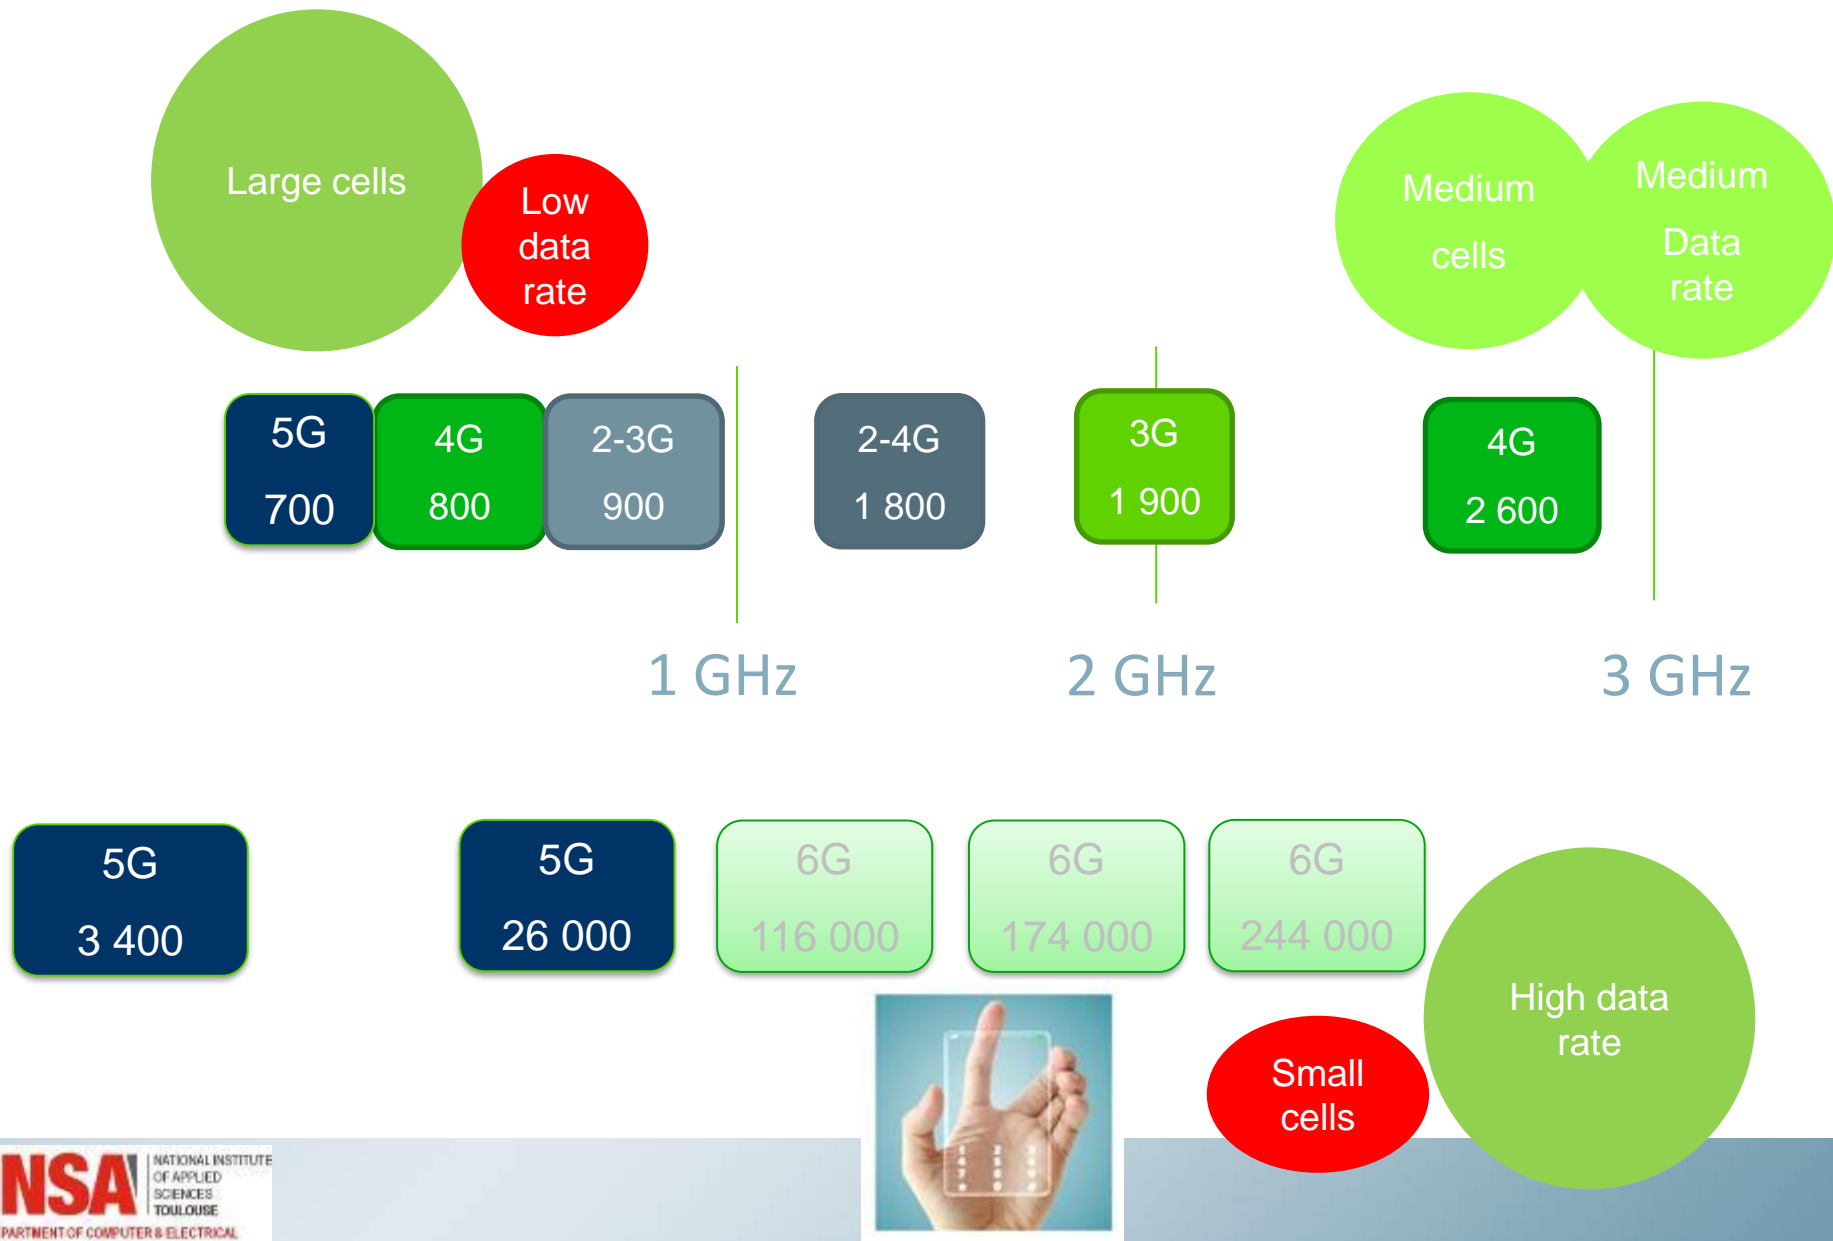 Large cells
Low
data
rate
Medium
cells
Medium
Data
rate
5G
700
4G
800
2-3G
900
2-4G
1 800
3G
1 900
4G
2 600
1 GHz
2 GHz
3 GHz
5G
3 400
5G
26 000
6G
116 000
6G
174 000
6G
244 000
High data
rate
Small
cells
NSA
NATIONAL INSTITUTE
OF APPLIED
SCIENCES
TOULOUSE
PARTMENT OF COMPUTER & ELECTRICAL